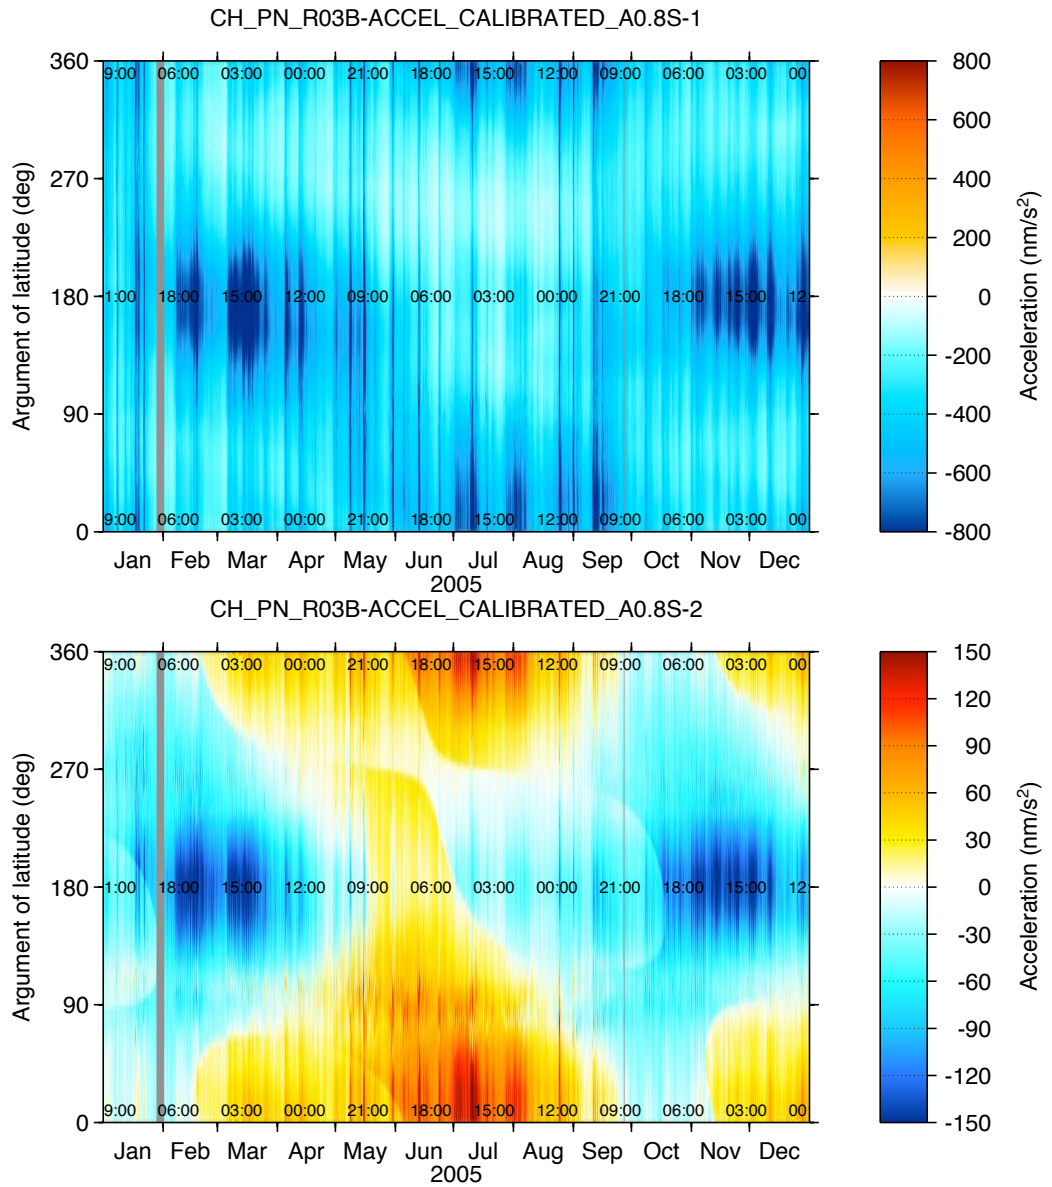 CH_PN_R03B-ACCEL_CALIBRATED_A0.8S-1
360
9:00 06:00 03:00 00:00 21:00 18:00 15:00 12:00 09:00 06:00 03:00 00
270
180
1:00 18:00 15:00 12:00 09:00 06:00 03:00 00:00 21:00 18:00 15:00 12
90
0
9:00 06:00 03:00 00:00 21:00 18:00 15:00 12:00 09:00 06:00 03:00 00
Argument of latitude (deg)
Jan Feb Mar Apr May Jun Jul Aug Sep Oct Nov Dec
2005
800
600
400
200
0
-200
-400
-600
-800
Acceleration (nm/s²)
CH_PN_R03B-ACCEL_CALIBRATED_A0.8S-2
360
9:00 06:00 03:00 00:00 21:00 18:00 15:00 12:00 09:00 06:00 03:00 00
270
180
1:00 18:00 15:00 12:00 09:00 06:00 03:00 00:00 21:00 18:00 15:00 12
90
0
9:00 06:00 03:00 00:00 21:00 18:00 15:00 12:00 09:00 06:00 03:00 00
Argument of latitude (deg)
Jan Feb Mar Apr May Jun Jul Aug Sep Oct Nov Dec
2005
150
120
90
60
30
0
-30
-60
-90
-120
-150
Acceleration (nm/s²)